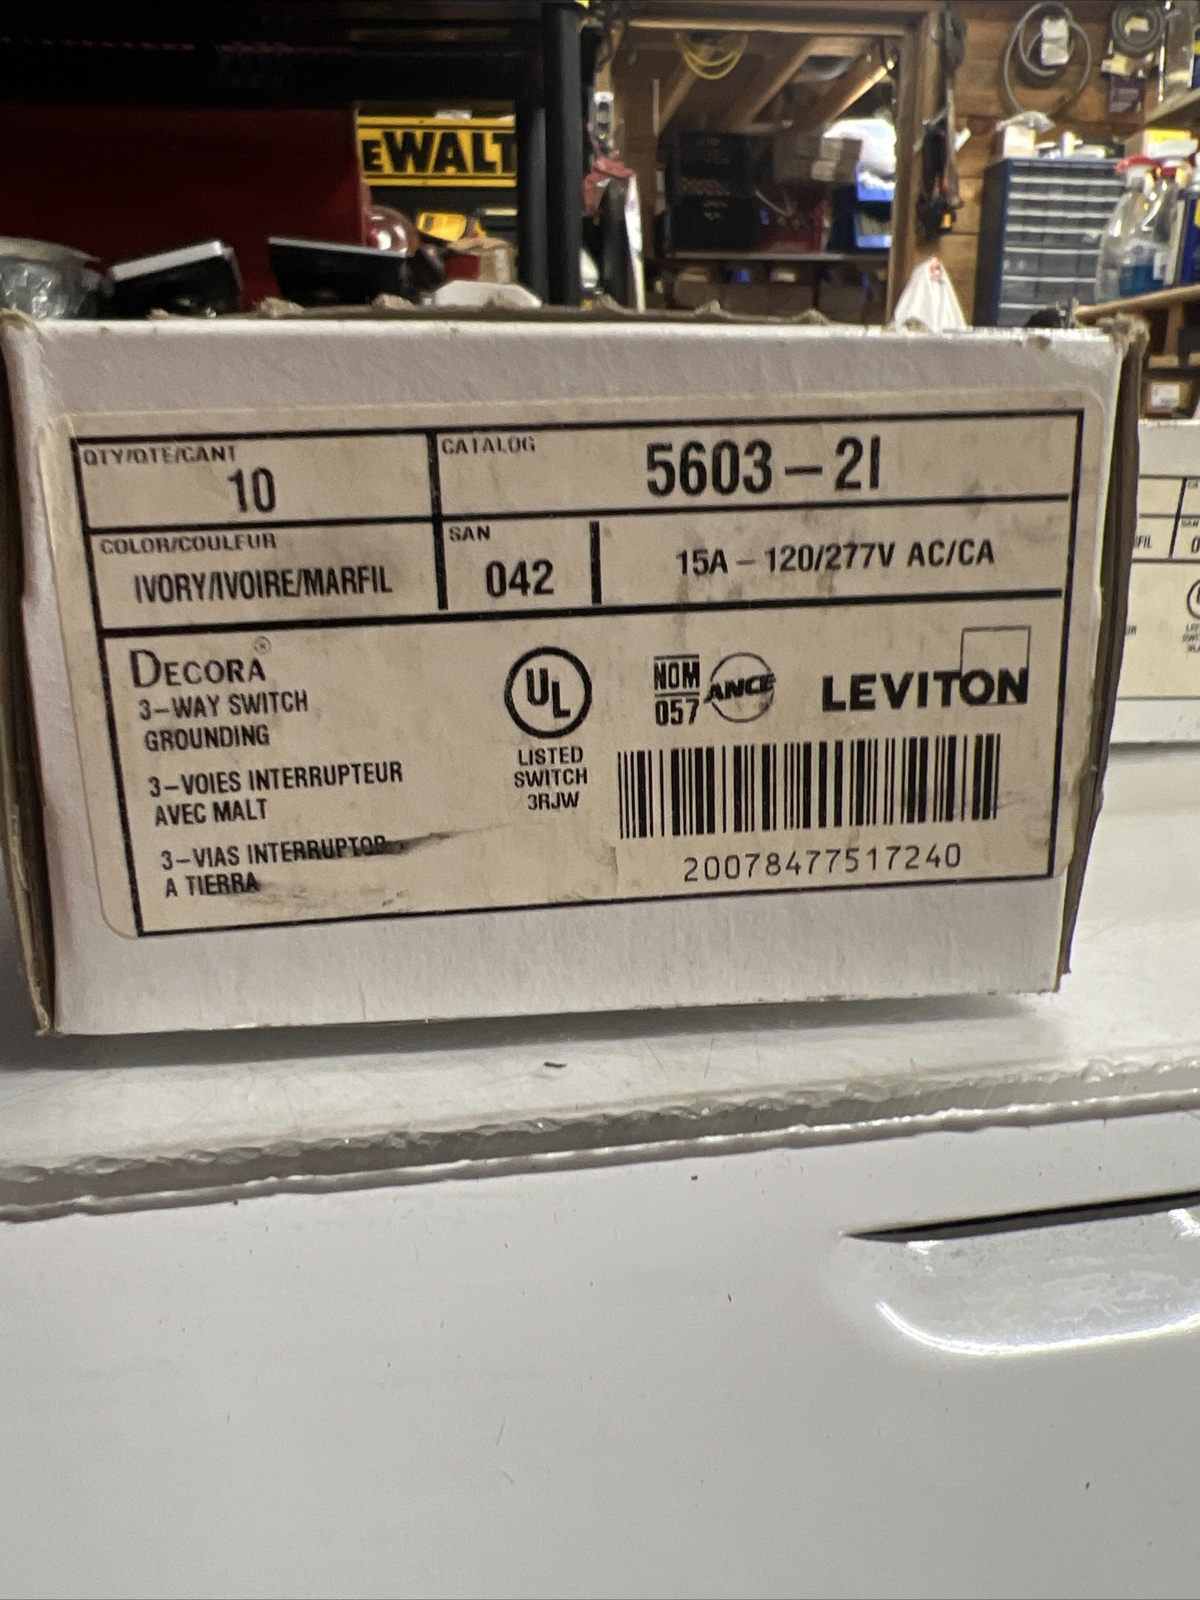 DEWALT
QTY/QTE/CANT
10
CATALOG
5603-2I
COLOR/COULEUR
IVORY/IVOIRE/MARFIL
SAN
042
15A - 120/277V AC/CA
DECORA®
3-WAY SWITCH
GROUNDING
3-VOIES INTERRUPTEUR
AVEC MALT
3-VIAS INTERRUPTOR
A TIERRA
UL
LISTED
SWITCH
3RJW
NOM
057
ANCE
LEVITON
20078477517240